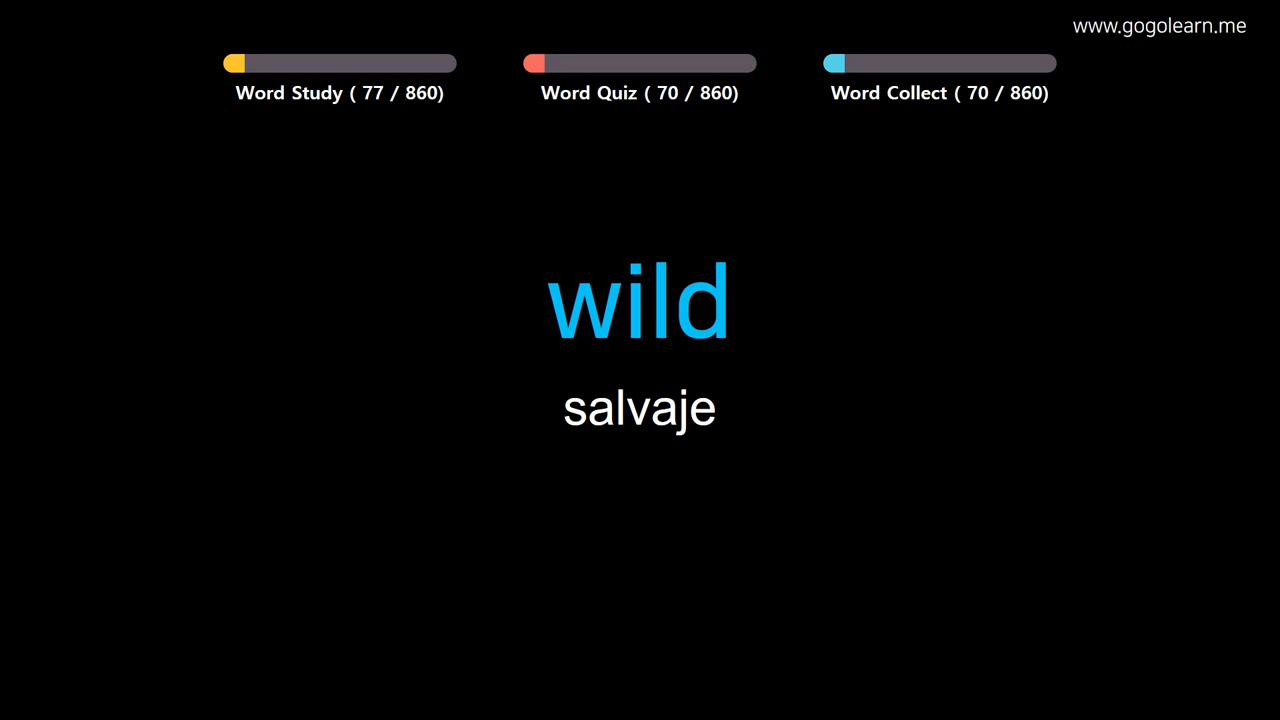 www.gogolearn.me
Word Study ( 77 / 860)
Word Quiz ( 70 / 860)
Word Collect ( 70 / 860)
wild
salvaje